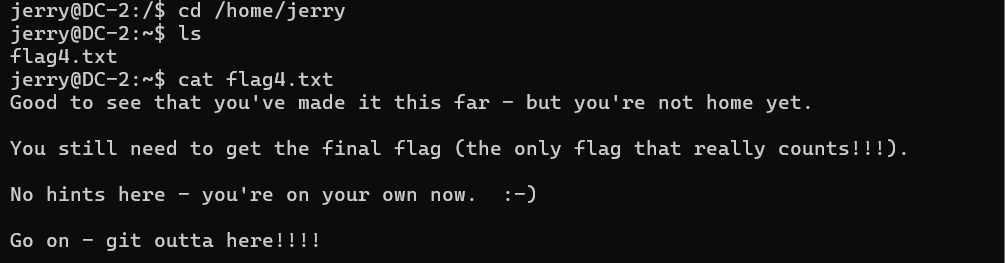 jerry@DC-2:/$ cd /home/jerry
jerry@DC-2:~$ ls
flag4.txt
jerry@DC-2:~$ cat flag4.txt
Good to see that you've made it this far - but you're not home yet.
You still need to get the final flag (the only flag that really counts!!!).
No hints here - you're on your own now.  :-)
Go on - git outta here!!!!